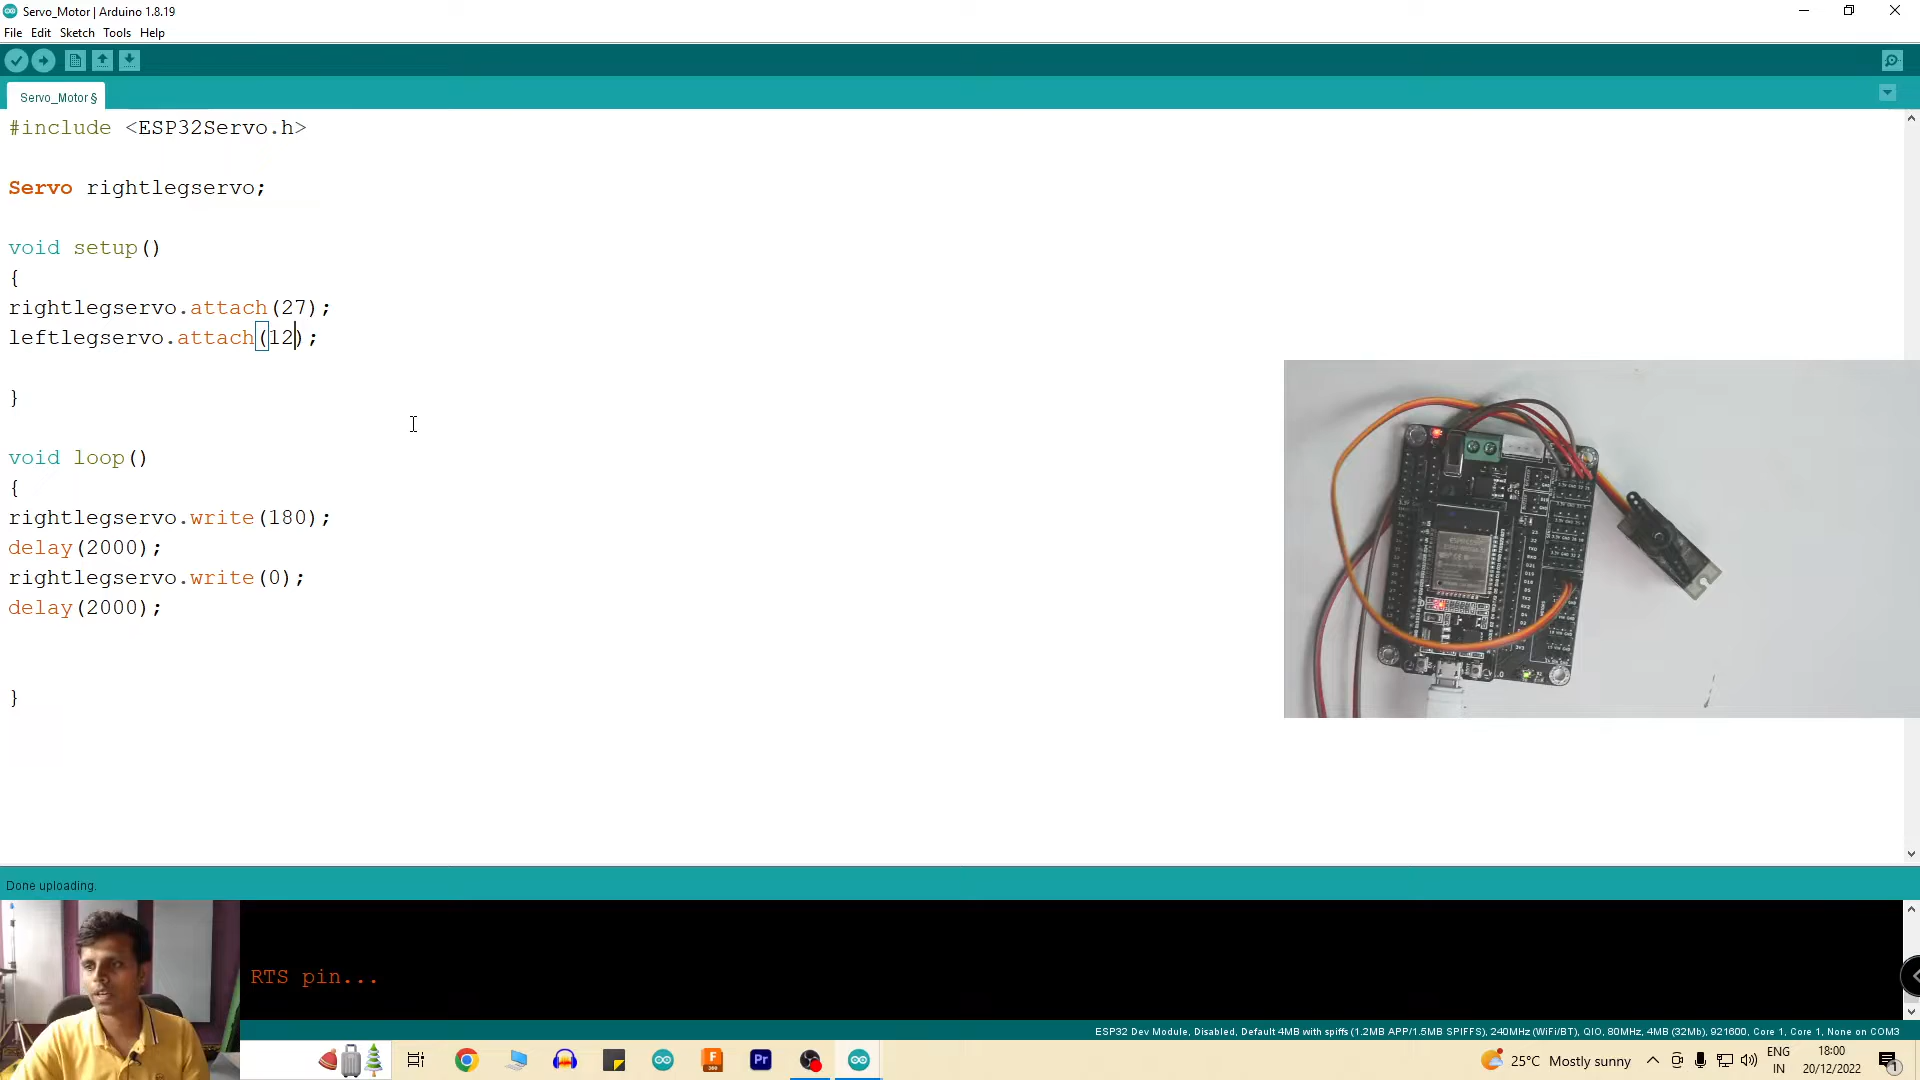 Servo_Motor | Arduino 1.8.19
File Edit Sketch Tools Help
Servo_Motor §
#include <ESP32Servo.h>
Servo rightlegservo;
void setup()
{
rightlegservo.attach(27);
leftlegservo.attach(12);
}
void loop()
{
rightlegservo.write(180);
delay(2000);
rightlegservo.write(0);
delay(2000);
}
Done uploading.
RTS pin...
ESP32 Dev Module, Disabled, Default 4MB with spiffs (1.2MB APP/1.5MB SPIFFS), 240MHz (WiFi/BT), QIO, 80MHz, 4MB (32Mb), 921600, Core 1, Core 1, None on COM3
F
Pr
25°C Mostly sunny
ENG
IN
18:00
20/12/2022
1